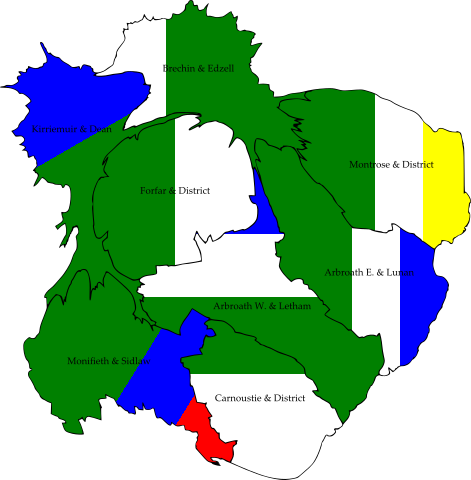 Brechin & Edzell
Kirriemuir & Dean
Montrose & District
Forfar & District
Arbroath E. & Lunan
Arbroath W. & Letham
Monifieth & Sidlaw
Carnoustie & District